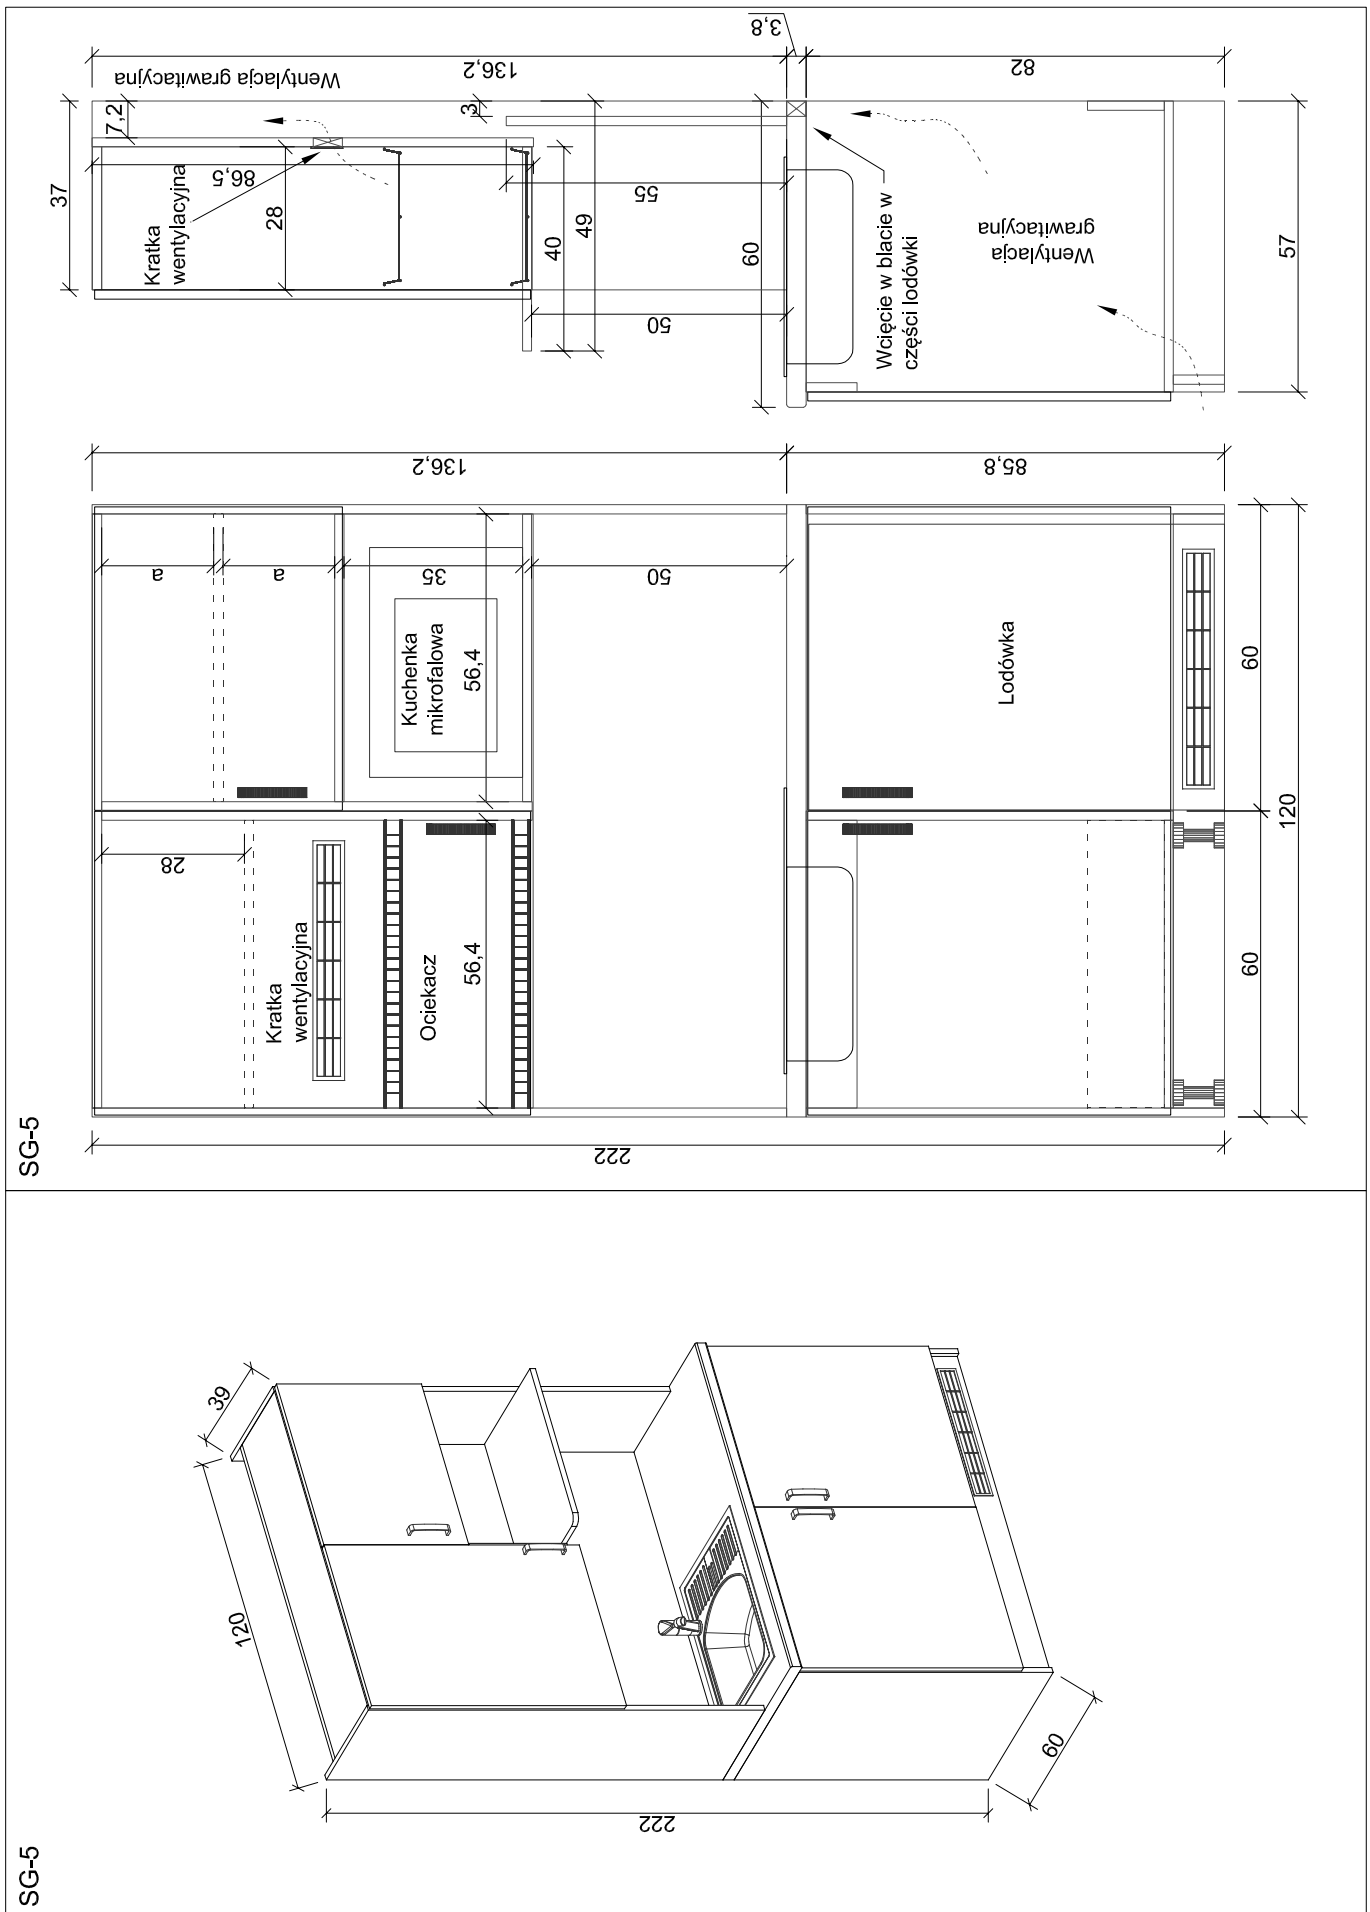 SG-5
136,2
3,8
82
Wentylacja grawitacyjna
37
7,2
3
86,5
Kratka
wentylacyjna
28
55
40
49
60
50
Wcięcie w blacie w
części lodówki
Wentylacja
grawitacyjna
57
136,2
85,8
a
a
35
50
Kuchenka
mikrofalowa
56,4
Lodówka
60
120
28
Kratka
wentylacyjna
Ociekacz
56,4
60
222
SG-5
39
120
222
60